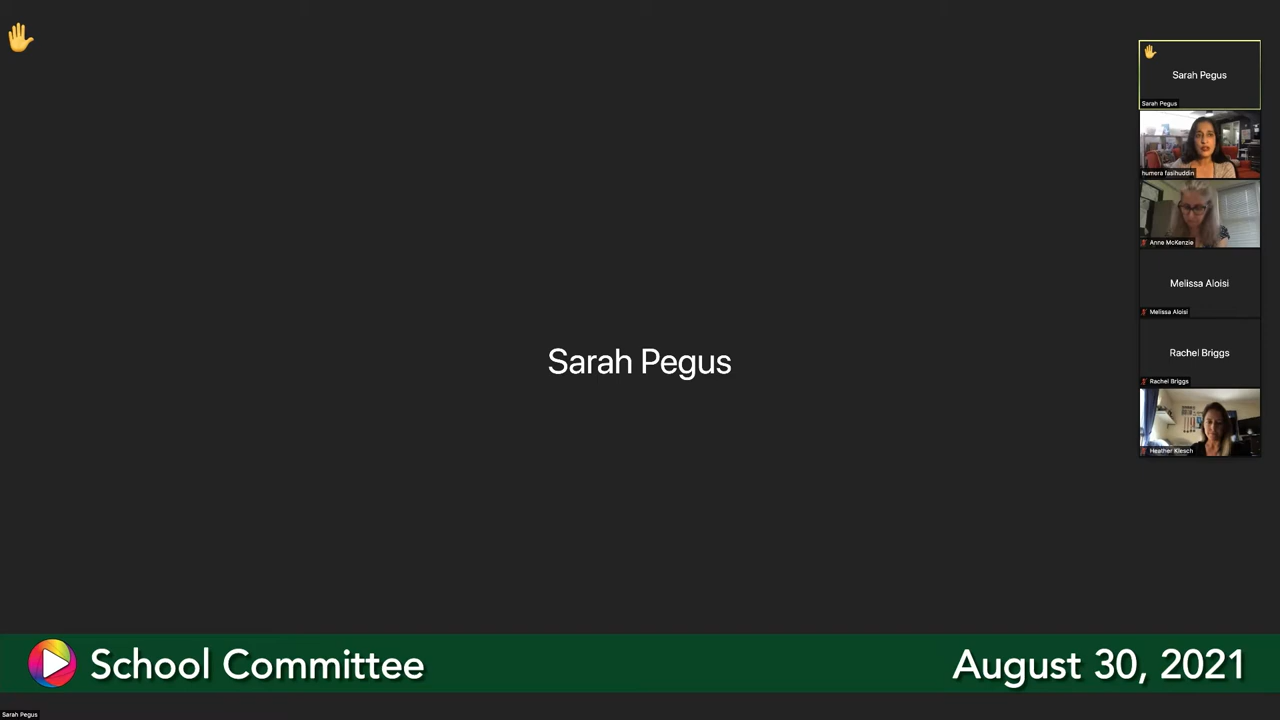 Sarah Pegus
Sarah Pegus
humera fasihuddin
Anne McKenzie
Melissa Aloisi
Melissa Aloisi
Rachel Briggs
Rachel Briggs
Heather Klesch
Sarah Pegus
School Committee
August 30, 2021
Sarah Pegus